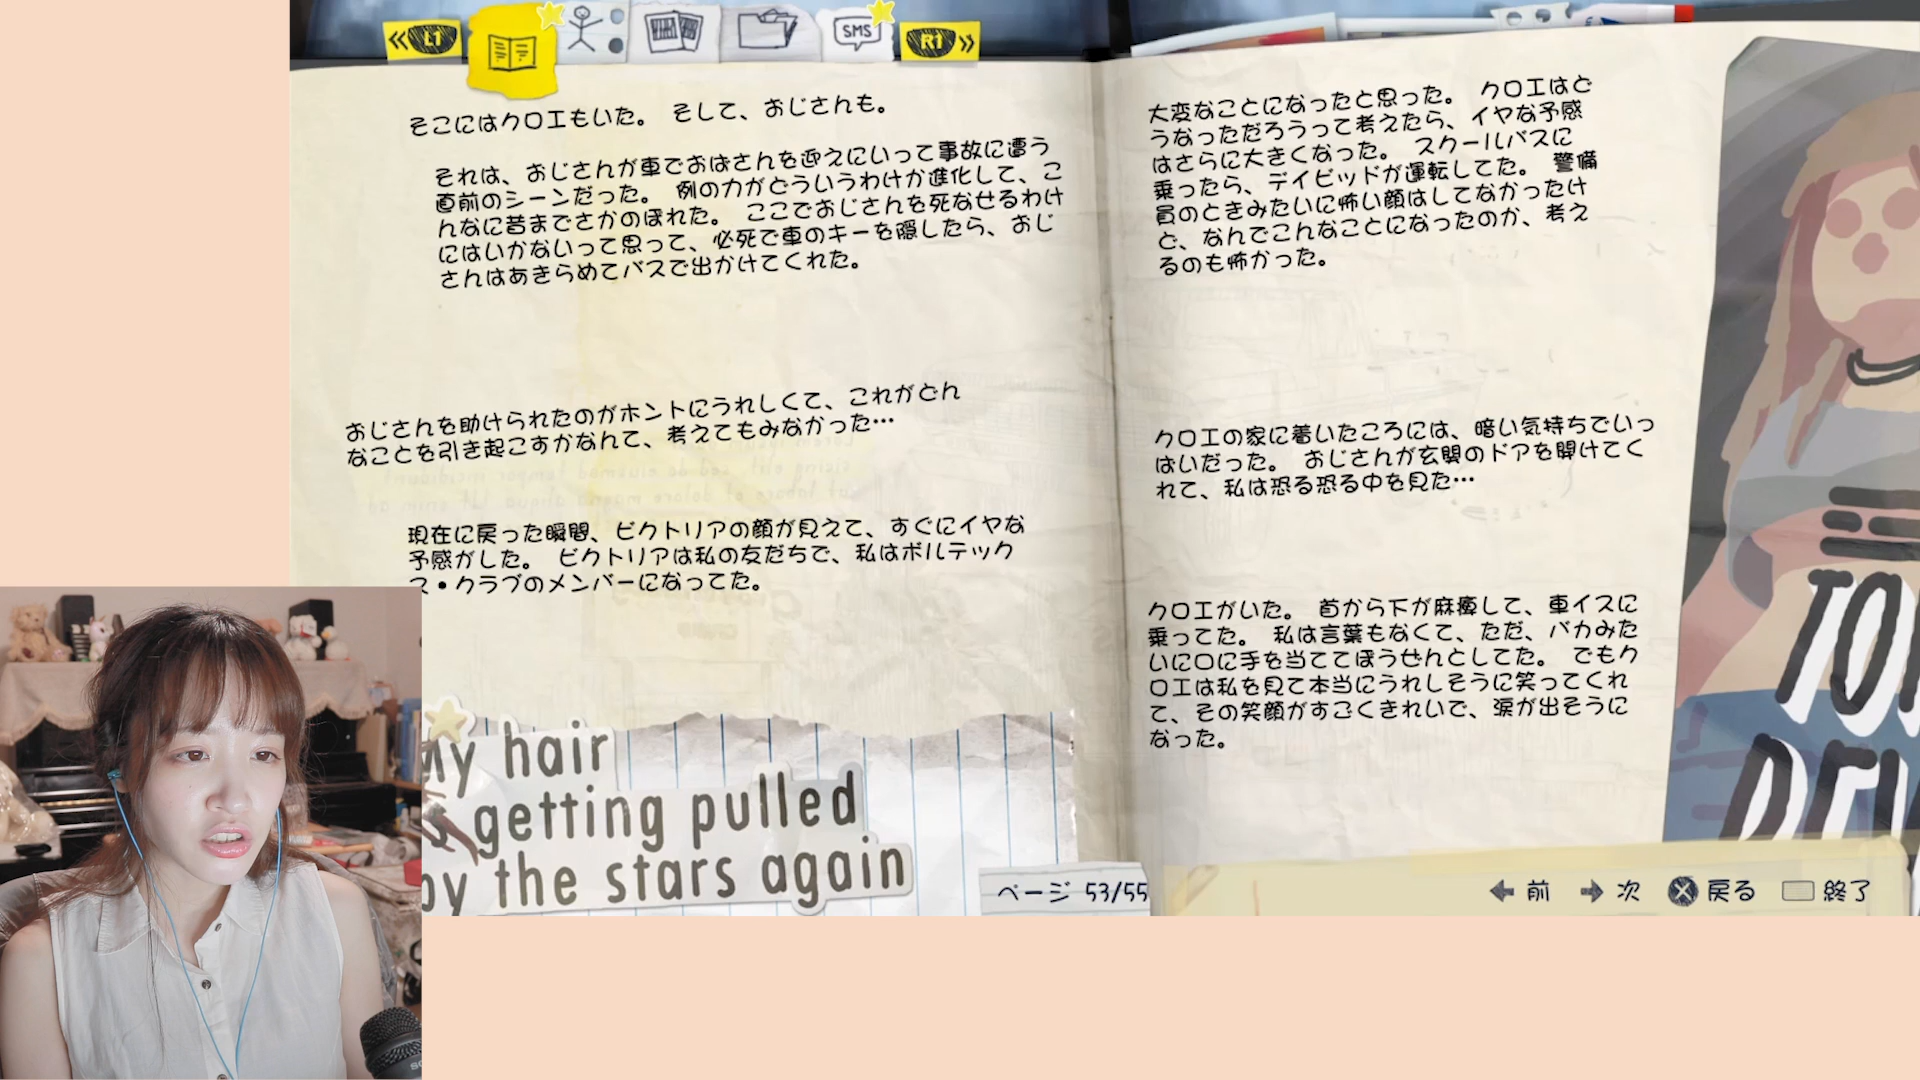 L1
SMS
R1
そこにはクロエもいた。 そして、おじさんも。
それは、おじさんが車でおばさんを迎えにいって事故に遭う
直前のシーンだった。 例の力がどういうわけか進化して、こ
んなに昔までさかのぼれた。 ここでおじさんを死なせるわけ
にはいかないって思って、必死で車のキーを隠したら、おじ
さんはあきらめてバスで出かけてくれた。
おじさんを助けられたのがホントにうれしくて、これがどん
なことを引き起こすかなんて、考えてもみなかった…
現在に戻った瞬間、ビクトリアの顔が見えて、すぐにイヤな
予感がした。 ビクトリアは私の友だちで、私はボルテック
ス・クラブのメンバーになってた。
My hair
is getting pulled
by the stars again
ページ 53/55
大変なことになったと思った。 クロエはど
うなっただろうって考えたら、イヤな予感
はさらに大きくなった。 スクールバスに
乗ったら、デイビッドが運転してた。 警備
員のときみたいに怖い顔はしてなかったけ
ど、なんでこんなことになったのか、考え
るのも怖かった。
クロエの家に着いたころには、暗い気持ちでいっ
ぱいだった。 おじさんが玄関のドアを開けてく
れて、私は恐る恐る中を見た…
クロエがいた。 首から下が麻痺して、車イスに
乗ってた。 私は言葉もなくて、ただ、バカみた
いに口に手を当ててぼうぜんとしてた。 でもク
ロエは私を見て本当にうれしそうに笑ってくれ
て、その笑顔がすごくきれいで、涙が出そうに
なった。
前 次 戻る 終了